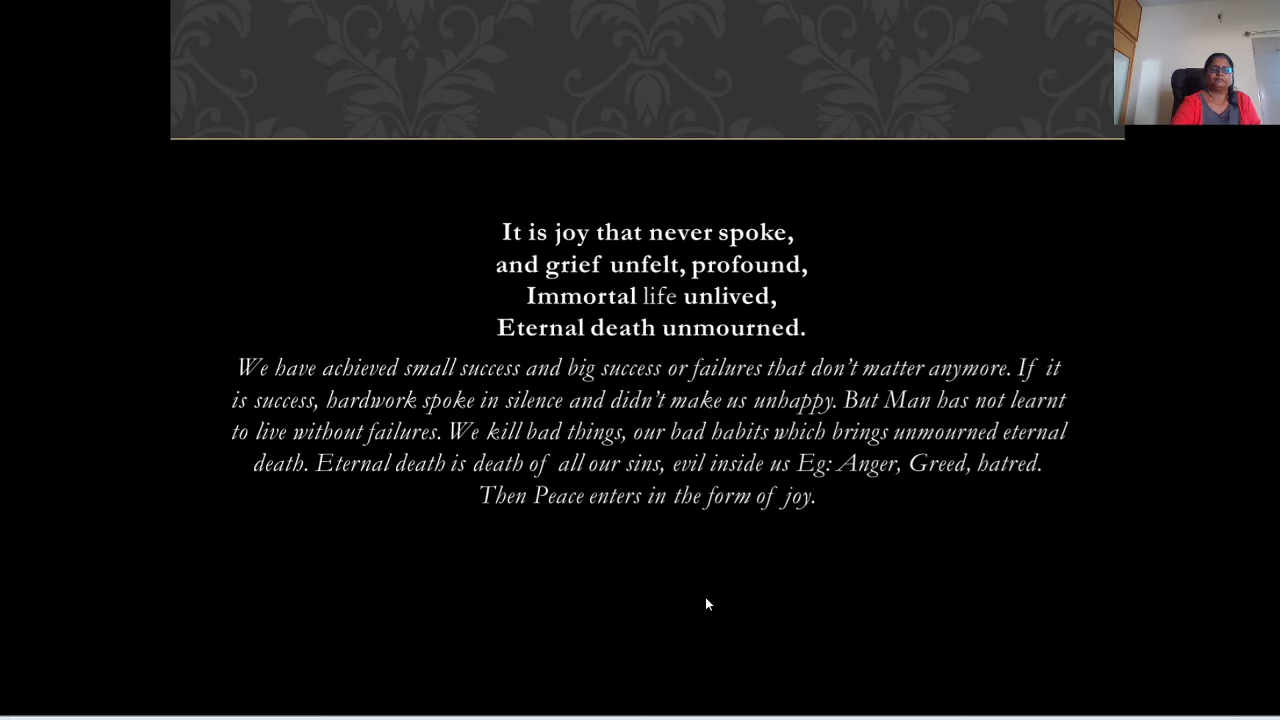 It is joy that never spoke,
and grief unfelt, profound,
Immortal life unlived,
Eternal death unmourned.
We have achieved small success and big success or failures that don’t matter anymore. If it
is success, hardwork spoke in silence and didn’t make us unhappy. But Man has not learnt
to live without failures. We kill bad things, our bad habits which brings unmourned eternal
death. Eternal death is death of all our sins, evil inside us Eg: Anger, Greed, hatred.
Then Peace enters in the form of joy.